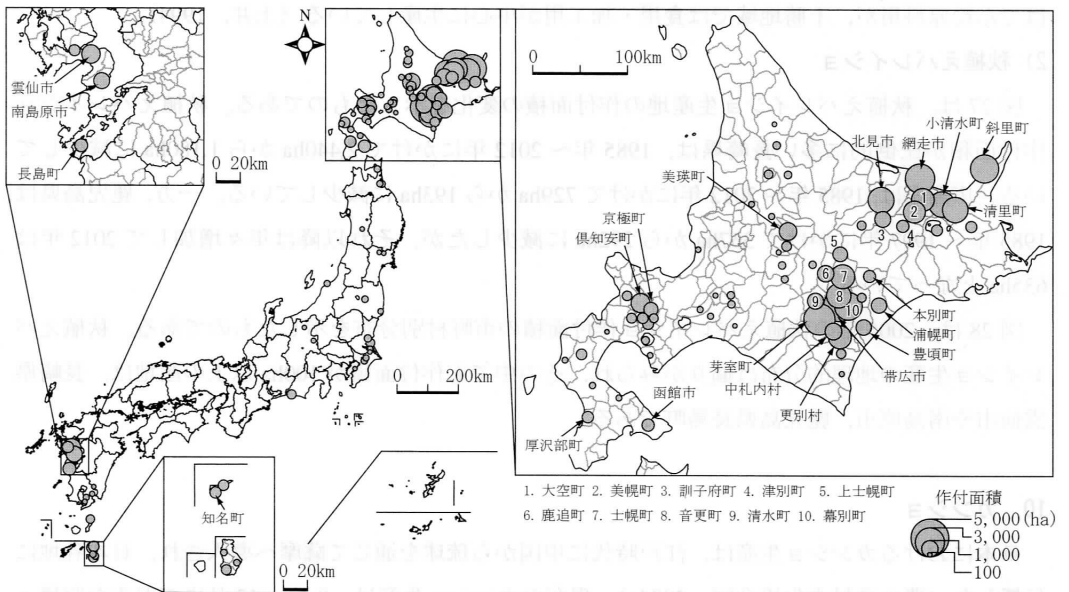 N
雲仙市
南島原市
長島町
0 20km
0 200km
知名町
0 20km
0 100km
小清水町
北見市
網走市
斜里町
美瑛町
清里町
京極町
倶知安町
1
2
3
4
5
6
7
8
9
10
本別町
浦幌町
豊頃町
帯広市
芽室町
中札内村
更別村
函館市
厚沢部町
1. 大空町 2. 美幌町 3. 訓子府町 4. 津別町 5. 上士幌町
6. 鹿追町 7. 士幌町 8. 音更町 9. 清水町 10. 幕別町
作付面積
5,000(ha)
3,000
1,000
100